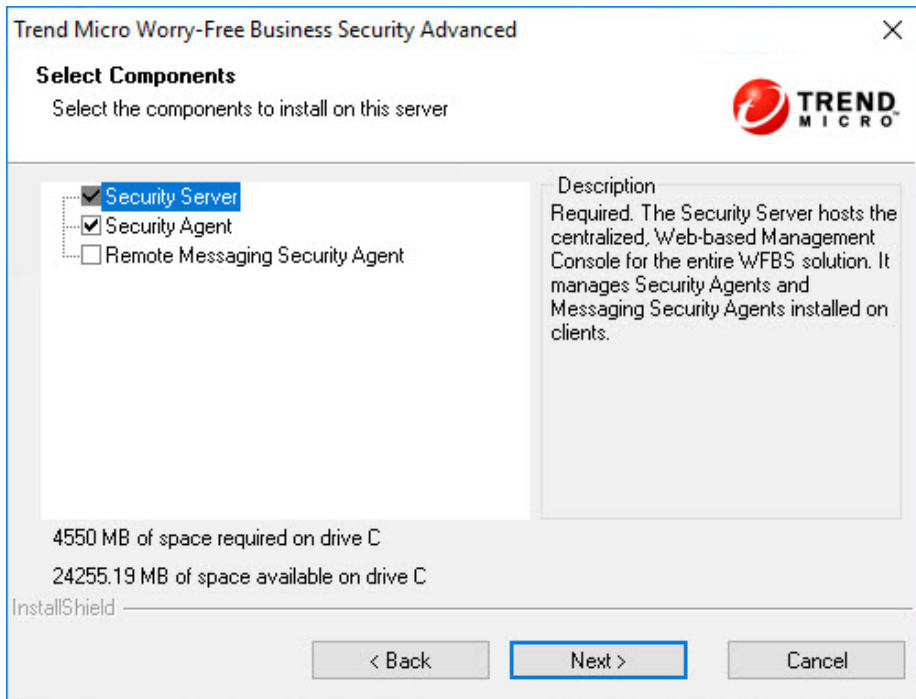 Trend Micro Worry-Free Business Security Advanced
Select Components
Select the components to install on this server
TREND
MICRO
Security Server
Security Agent
Remote Messaging Security Agent
Description
Required. The Security Server hosts the
centralized, Web-based Management
Console for the entire WFBS solution. It
manages Security Agents and
Messaging Security Agents installed on
clients.
4550 MB of space required on drive C
24255.19 MB of space available on drive C
InstallShield
< Back
Next >
Cancel